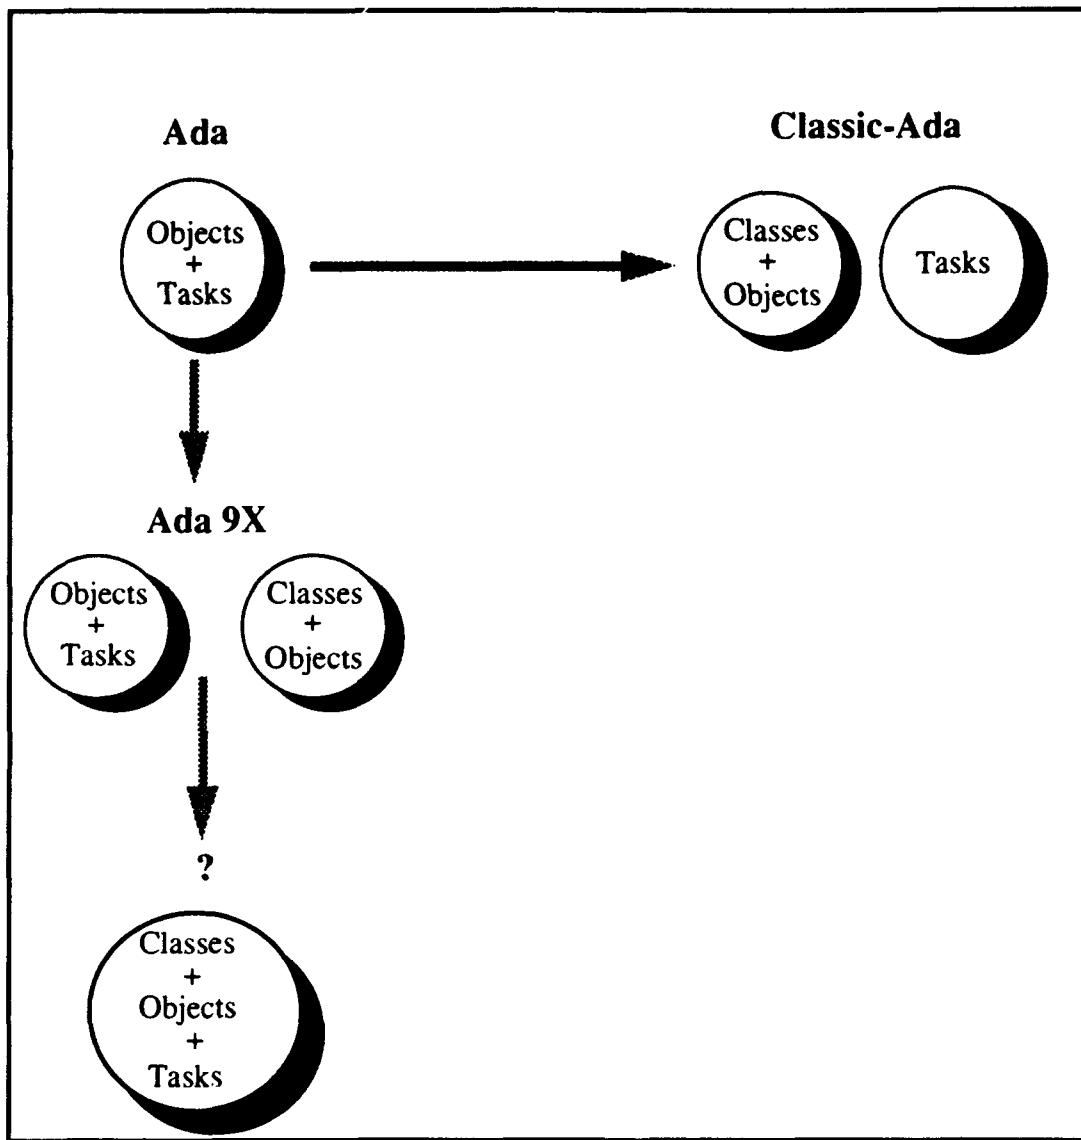 Ada
Classic-Ada
Objects
+
Tasks
Classes
+
Objects
Tasks
Ada 9X
Objects
+
Tasks
Classes
+
Objects
?
Classes
+
Objects
+
Tasks